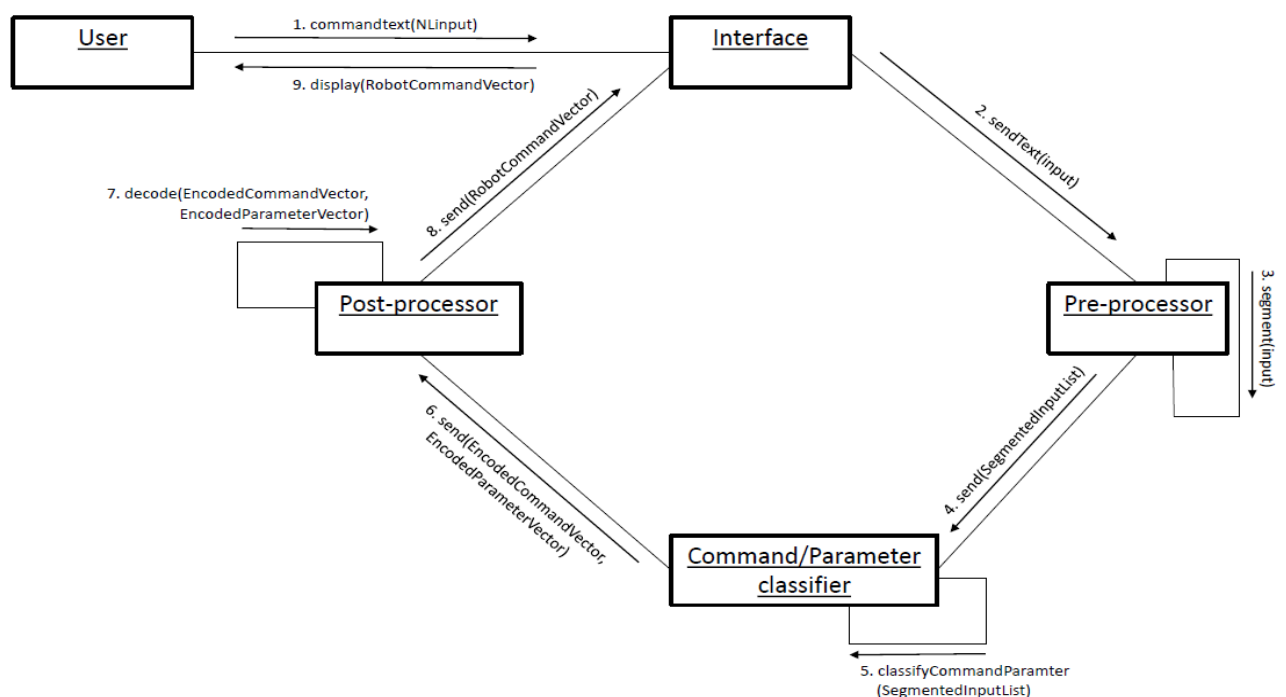 User
1. commandtext(NLinput)
Interface
9. display(RobotCommandVector)
2. sendText(input)
8. send(RobotCommandVector)
7. decode(EncodedCommandVector,
EncodedParameterVector)
Post-processor
Pre-processor
3. segment(input)
4. send(SegmentedInputList)
6. send(EncodedCommandVector,
EncodedParameterVector)
Command/Parameter
classifier
5. classifyCommandParamter
(SegmentedInputList)